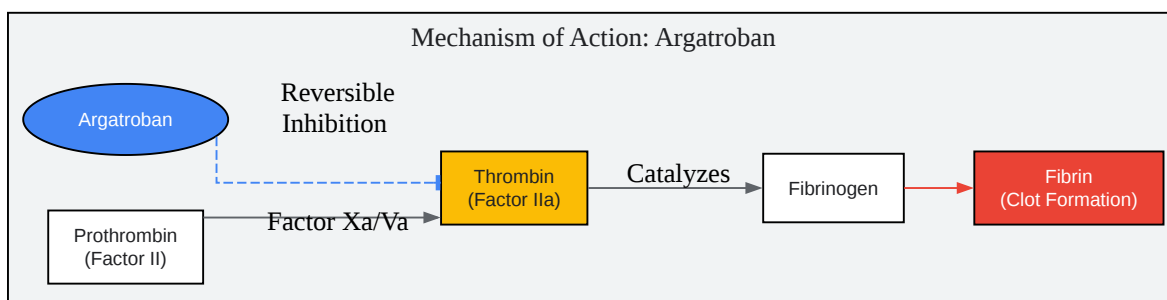 Mechanism of Action: Argatroban
Argatroban
Reversible
Inhibition
Thrombin
(Factor IIa)
Catalyzes
Fibrinogen
Fibrin
(Clot Formation)
Factor Xa/Va
Prothrombin
(Factor II)